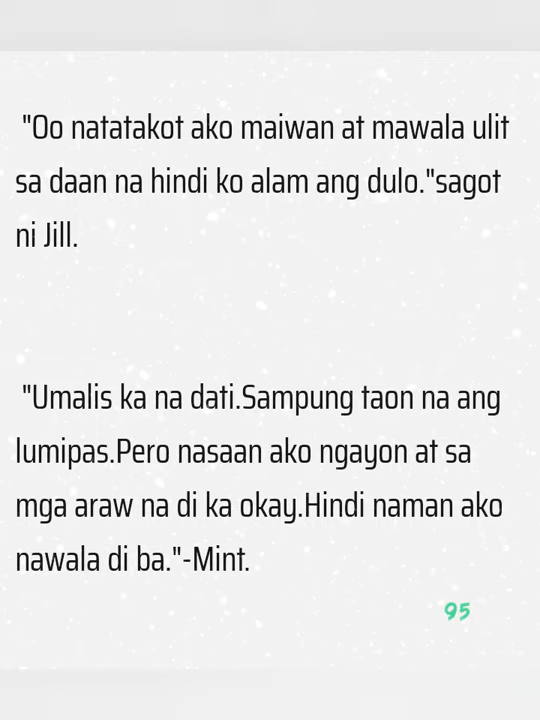 "Oo natatakot ako maiwan at mawala ulit
sa daan na hindi ko alam ang dulo."sagot
ni Jill.
"Umalis ka na dati.Sampung taon na ang
lumipas.Pero nasaan ako ngayon at sa
mga araw na di ka okay.Hindi naman ako
nawala di ba."-Mint.
95